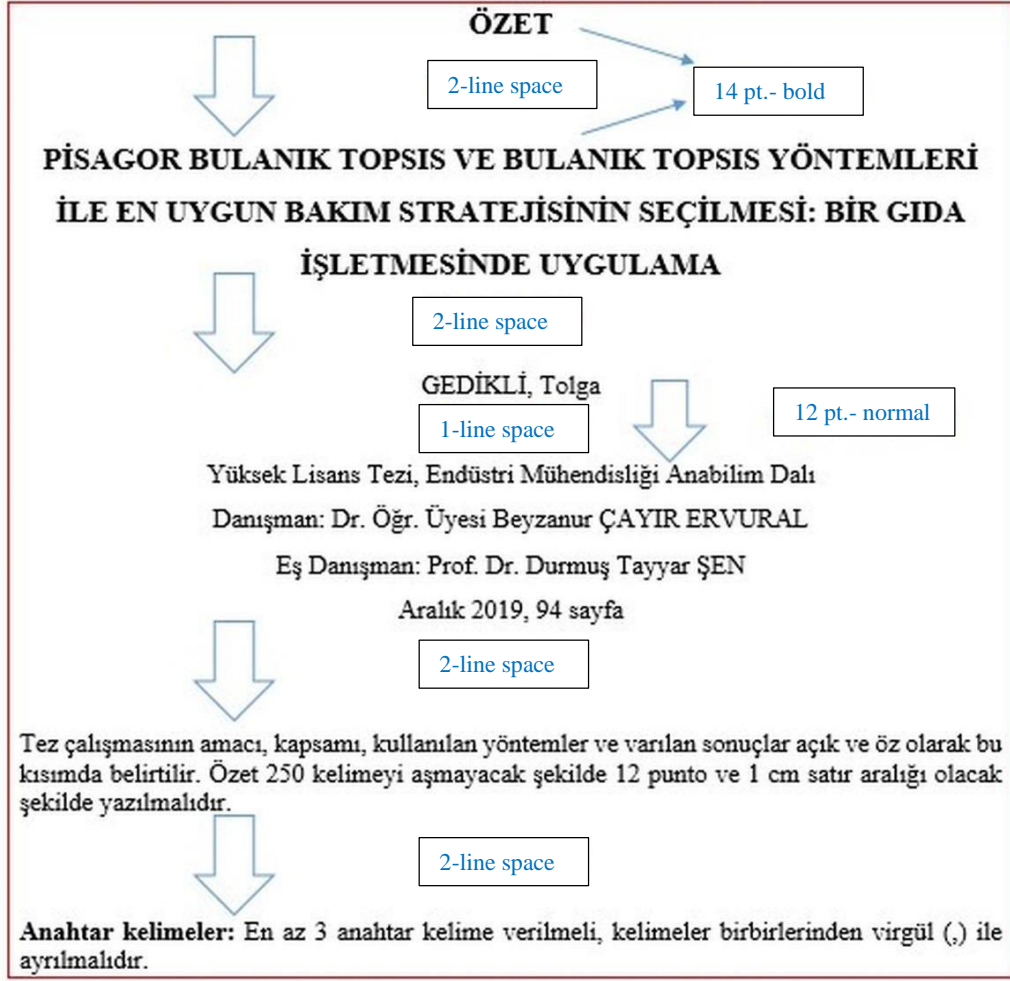 ÖZET
2-line space
14 pt.- bold
PİSAGOR BULANIK TOPSIS VE BULANIK TOPSIS YÖNTEMLERİ
İLE EN UYGUN BAKIM STRATEJİSİNİN SEÇİLMESİ: BİR GIDA
İŞLETMESİNDE UYGULAMA
2-line space
GEDİKLİ, Tolga
12 pt.- normal
1-line space
Yüksek Lisans Tezi, Endüstri Mühendisliği Anabilim Dalı
Danışman: Dr. Öğr. Üyesi Beyzanur ÇAYIR ERVURAL
Eş Danışman: Prof. Dr. Durmuş Tayyar ŞEN
Aralık 2019, 94 sayfa
2-line space
Tez çalışmasının amacı, kapsamı, kullanılan yöntemler ve varılan sonuçlar açık ve öz olarak bu
kısımda belirtilir. Özet 250 kelimeyi aşmayacak şekilde 12 punto ve 1 cm satır aralığı olacak
şekilde yazılmalıdır.
2-line space
Anahtar kelimeler: En az 3 anahtar kelime verilmeli, kelimeler birbirlerinden virgül (,) ile
ayrılmalıdır.